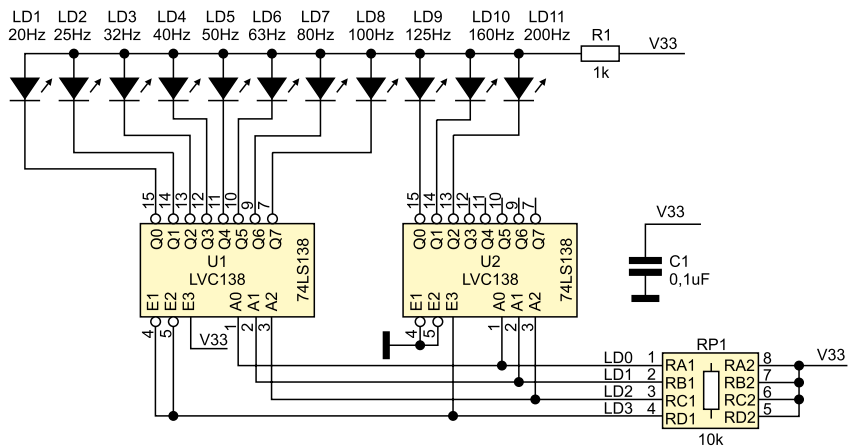 LD1 LD2 LD3 LD4 LD5 LD6 LD7 LD8 LD9 LD10 LD11
20Hz 25Hz 32Hz 40Hz 50Hz 63Hz 80Hz 100Hz 125Hz 160Hz 200Hz
R1
V33
1k
15 14 13 12 11 10 9 7
15 14 13 12 11 10 9 7
Q0 Q1 Q2 Q3 Q4 Q5 Q6 Q7
Q0 Q1 Q2 Q3 Q4 Q5 Q6 Q7
U1
LVC138
74LS138
U2
LVC138
74LS138
E1 E2 E3 A0 A1 A2
E1 E2 E3 A0 A1 A2
4 5 1 2 3
V33
4 5 1 2 3
V33
C1
0,1uF
RP1
LD0 1 RA1 RA2 8 V33
LD1 2 RB1 RB2 7
LD2 3 RC1 RC2 6
LD3 4 RD1 RD2 5
10k